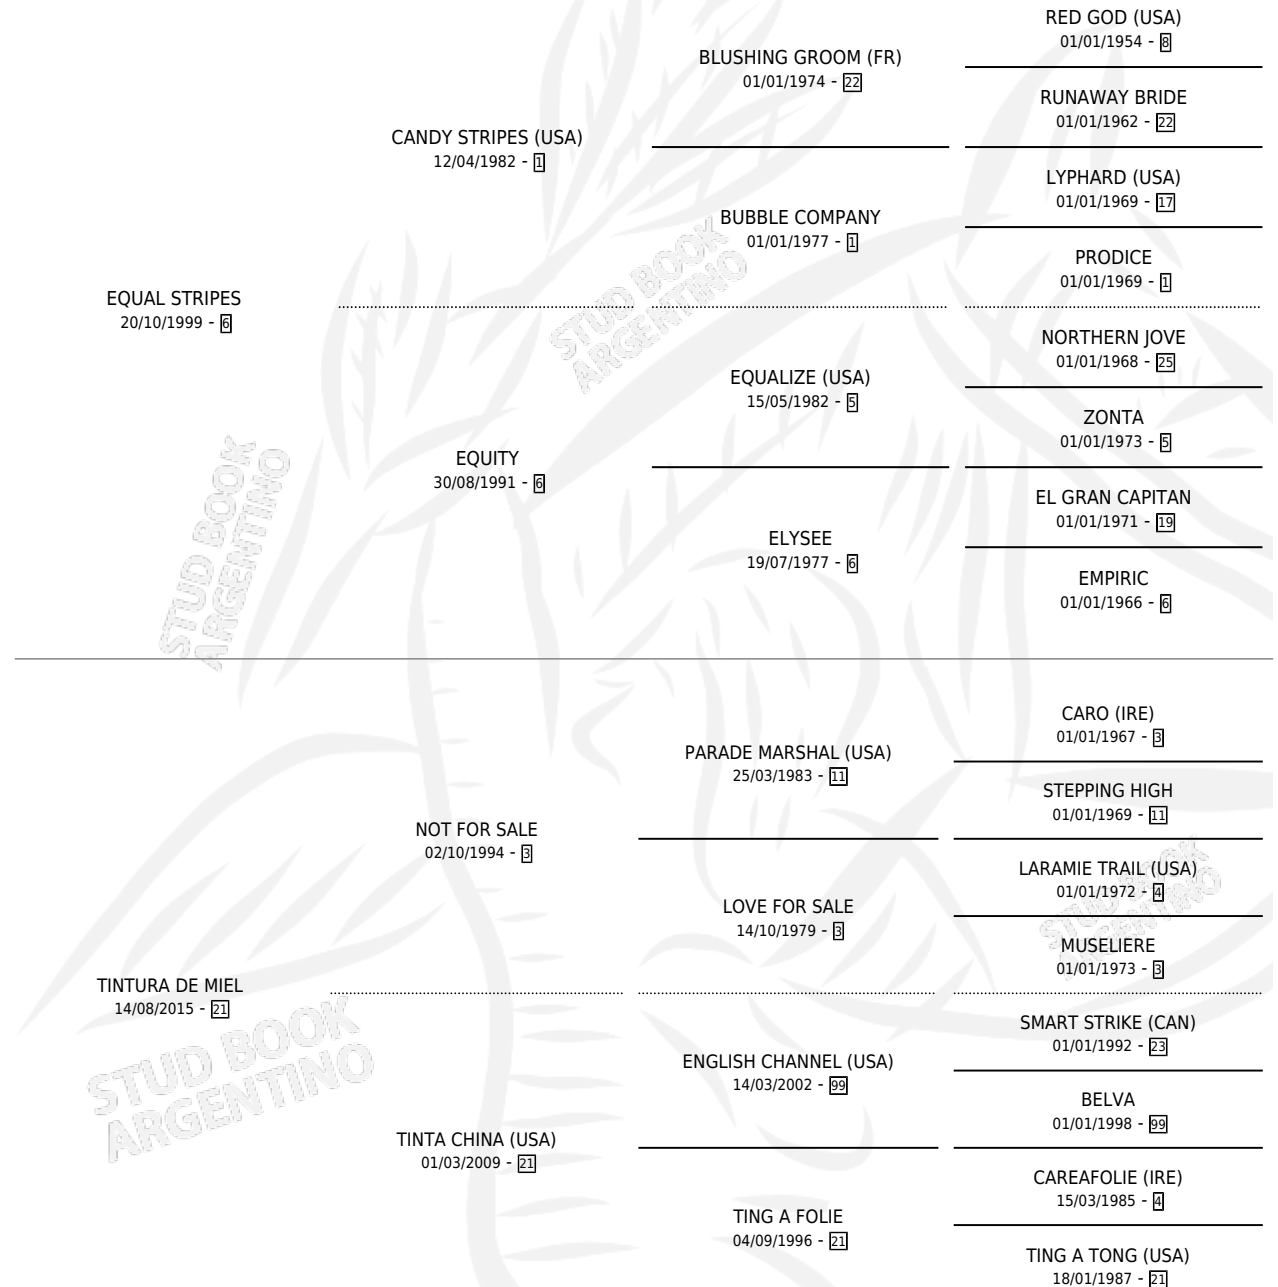 RED GOD (USA)
01/01/1954 - 8
BLUSHING GROOM (FR)
01/01/1974 - 22
RUNAWAY BRIDE
01/01/1962 - 22
CANDY STRIPES (USA)
12/04/1982 - 1
LYPHARD (USA)
01/01/1969 - 17
BUBBLE COMPANY
01/01/1977 - 1
PRODICE
01/01/1969 - 1
EQUAL STRIPES
20/10/1999 - 6
STUD BOOK
ARGENTINO
NORTHERN JOVE
01/01/1968 - 25
EQUALIZE (USA)
15/05/1982 - 5
ZONTA
01/01/1973 - 5
EQUITY
30/08/1991 - 6
EL GRAN CAPITAN
01/01/1971 - 19
ELYSEE
19/07/1977 - 6
EMPIRIC
01/01/1966 - 6
STUD BOOK
ARGENTINO
CARO (IRE)
01/01/1967 - 3
PARADE MARSHAL (USA)
25/03/1983 - 11
STEPPING HIGH
01/01/1969 - 11
NOT FOR SALE
02/10/1994 - 3
LARAMIE TRAIL (USA)
01/01/1972 - 4
LOVE FOR SALE
14/10/1979 - 3
STUD BOOK
ARGENTINO
MUSELIERE
01/01/1973 - 3
TINTURA DE MIEL
14/08/2015 - 21
STUD BOOK
ARGENTINO
SMART STRIKE (CAN)
01/01/1992 - 23
ENGLISH CHANNEL (USA)
14/03/2002 - 99
BELVA
01/01/1998 - 99
TINTA CHINA (USA)
01/03/2009 - 21
CAREAFOLIE (IRE)
15/03/1985 - 4
TING A FOLIE
04/09/1996 - 21
TING A TONG (USA)
18/01/1987 - 21